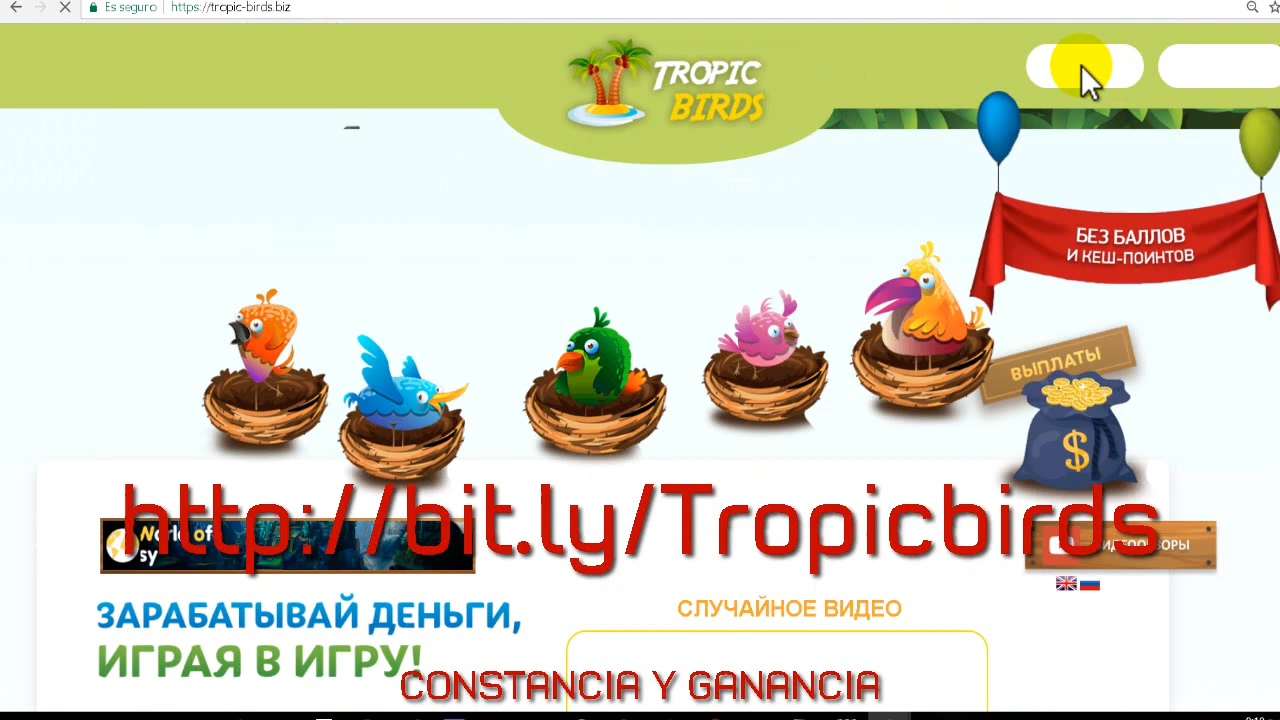 Es seguro
https://tropic-birds.biz
TROPIC
BIRDS
БЕЗ БАЛЛОВ
И КЕШ-ПОИНТОВ
ВЫПЛАТЫ
http://bit.ly/Tropicbirds
СЛУЧАЙНОЕ ВИДЕО
ЗАРАБАТЫВАЙ ДЕНЬГИ,
ИГРАЯ В ИГРУ!
CONSTANCIA Y GANANCIA